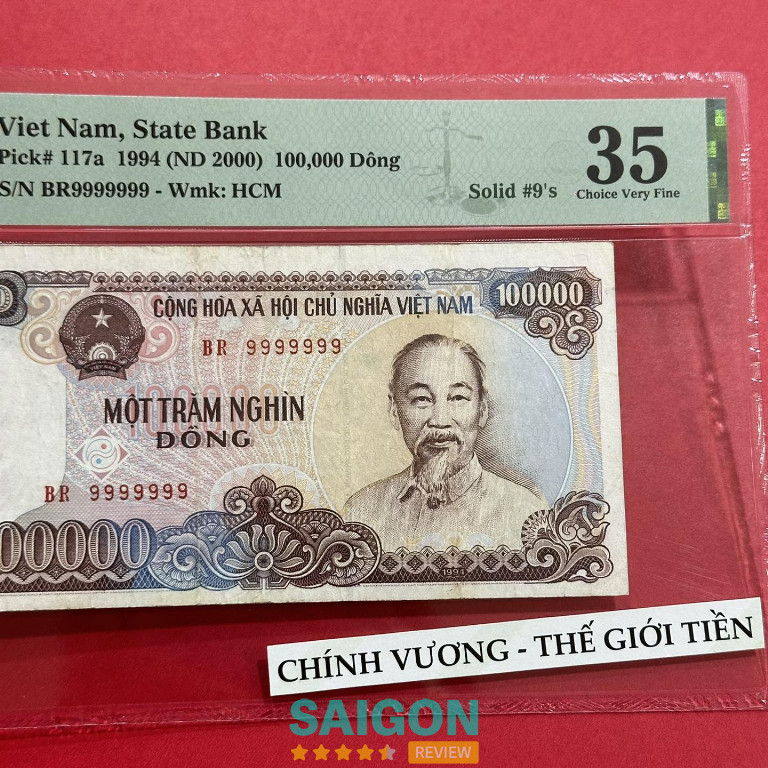 Viet Nam, State Bank
Pick# 117a 1994 (ND 2000) 100,000 Dông
S/N BR9999999 - Wmk: HCM
Solid #9's
35
Choice Very Fine
CỘNG HÒA XÃ HỘI CHỦ NGHĨA VIỆT NAM
100000
BR 9999999
VIỆT NAM
MỘT TRĂM NGHÌN
ĐỒNG
BR 9999999
00000
1994
CHÍNH VƯƠNG - THẾ GIỚI TIỀN
SAIGON
REVIEW